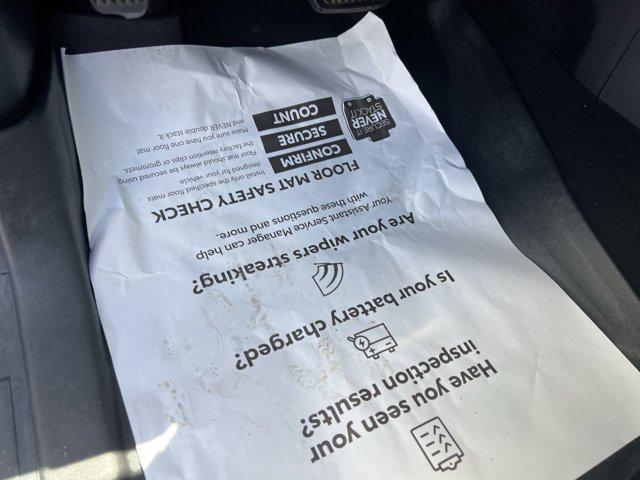 Have you seen your
inspection results?
Is your battery charged?
Are your wipers streaking?
Your Assistant Service Manager can help
with these questions and more.
FLOOR MAT SAFETY CHECK
CONFIRM
Install only the specified floor mats
designed for your vehicle.
SECURE
Floor mat should always be secured using
the factory retention clips or grommets.
COUNT
Make sure you have one floor mat
and NEVER double stack it.
SECURE IT
NEVER
STACK IT